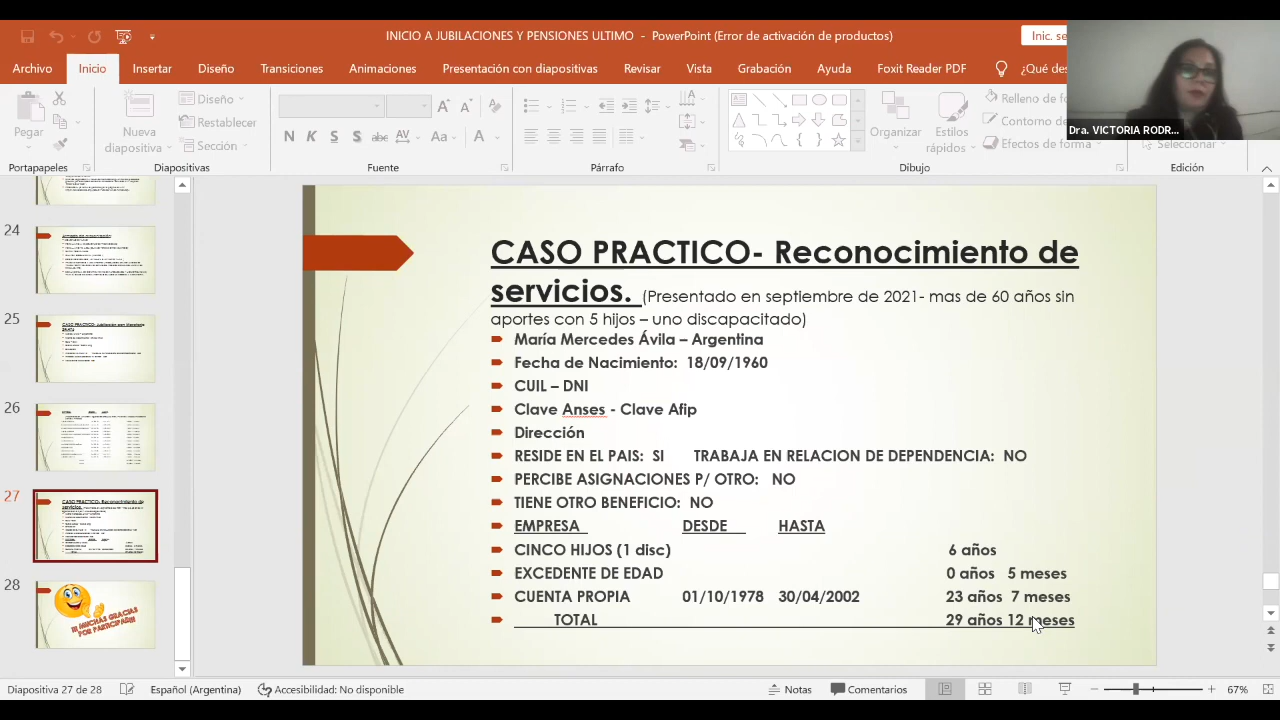 INICIO A JUBILACIONES Y PENSIONES ULTIMO - PowerPoint (Error de activación de productos)
Inic. se
Archivo Inicio Insertar Diseño Transiciones Animaciones Presentación con diapositivas Revisar Vista Grabación Ayuda Foxit Reader PDF ¿Qué des
Pegar
Nueva diapositiva
Diseño
Restablecer
Sección
N K S S abc AV Aa A
Organizar
Estilos rápidos
Relleno de fo
Contorno de
Efectos de forma
Seleccionar
Dra. VICTORIA RODR...
Portapapeles Diapositivas Fuente Párrafo Dibujo Edición
24
25
26
27
28
!!! MUCHAS GRACIAS
POR PARTICIPAR!!!
CASO PRACTICO- Reconocimiento de
servicios. (Presentado en septiembre de 2021- mas de 60 años sin
aportes con 5 hijos – uno discapacitado)
María Mercedes Ávila – Argentina
Fecha de Nacimiento: 18/09/1960
CUIL – DNI
Clave Anses - Clave Afip
Dirección
RESIDE EN EL PAIS: SI TRABAJA EN RELACION DE DEPENDENCIA: NO
PERCIBE ASIGNACIONES P/ OTRO: NO
TIENE OTRO BENEFICIO: NO
EMPRESA DESDE HASTA
CINCO HIJOS (1 disc) 6 años
EXCEDENTE DE EDAD 0 años 5 meses
CUENTA PROPIA 01/10/1978 30/04/2002 23 años 7 meses
TOTAL 29 años 12 meses
Diapositiva 27 de 28 Español (Argentina) Accesibilidad: No disponible Notas Comentarios 67%